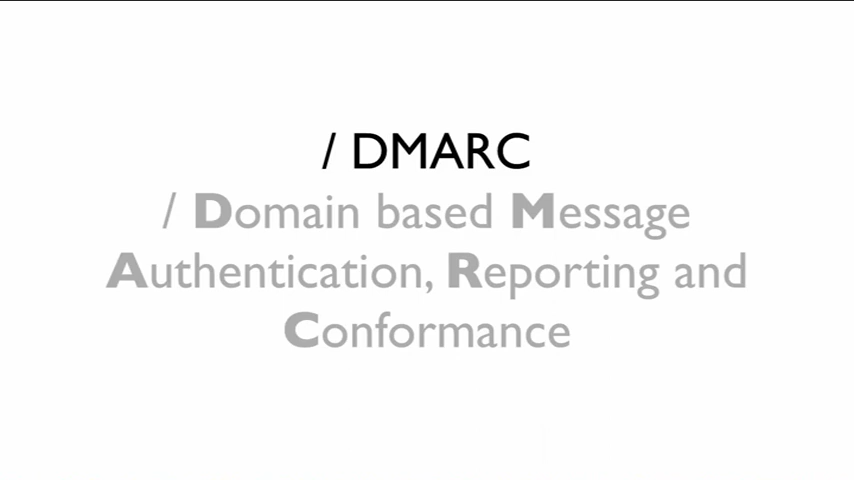 / DMARC
/ Domain based Message
Authentication, Reporting and
Conformance